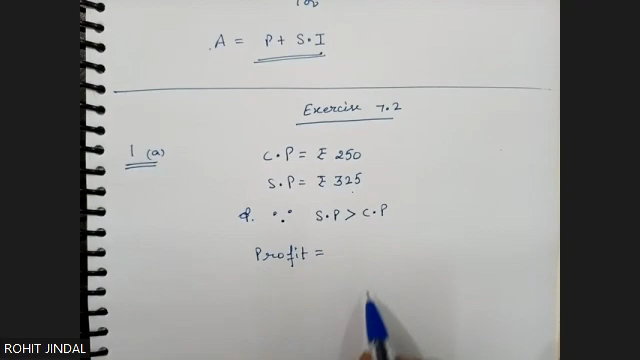 A = P + S.I
Exercise 7.2
1 (a)
C.P = ₹ 250
S.P = ₹ 325
∵ S.P > C.P
Profit =
ROHIT JINDAL